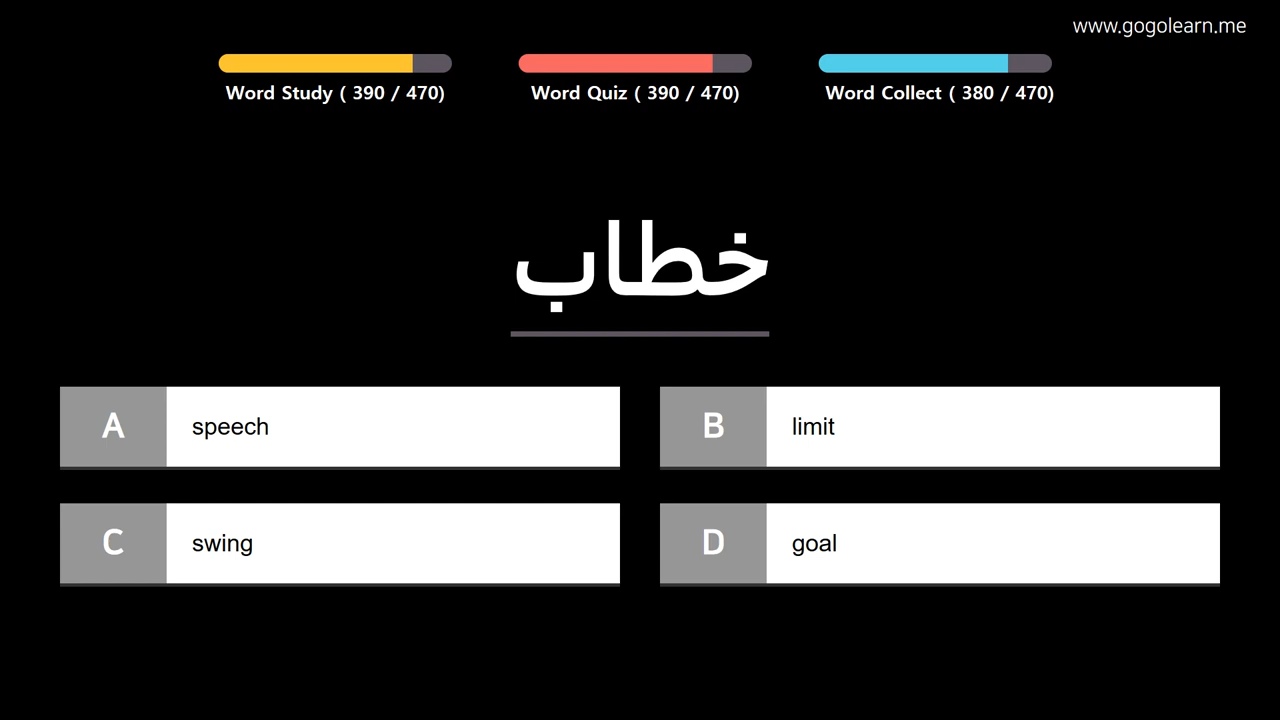 www.gogolearn.me
Word Study ( 390 / 470)
Word Quiz ( 390 / 470)
Word Collect ( 380 / 470)
خطاب
A speech
B limit
C swing
D goal